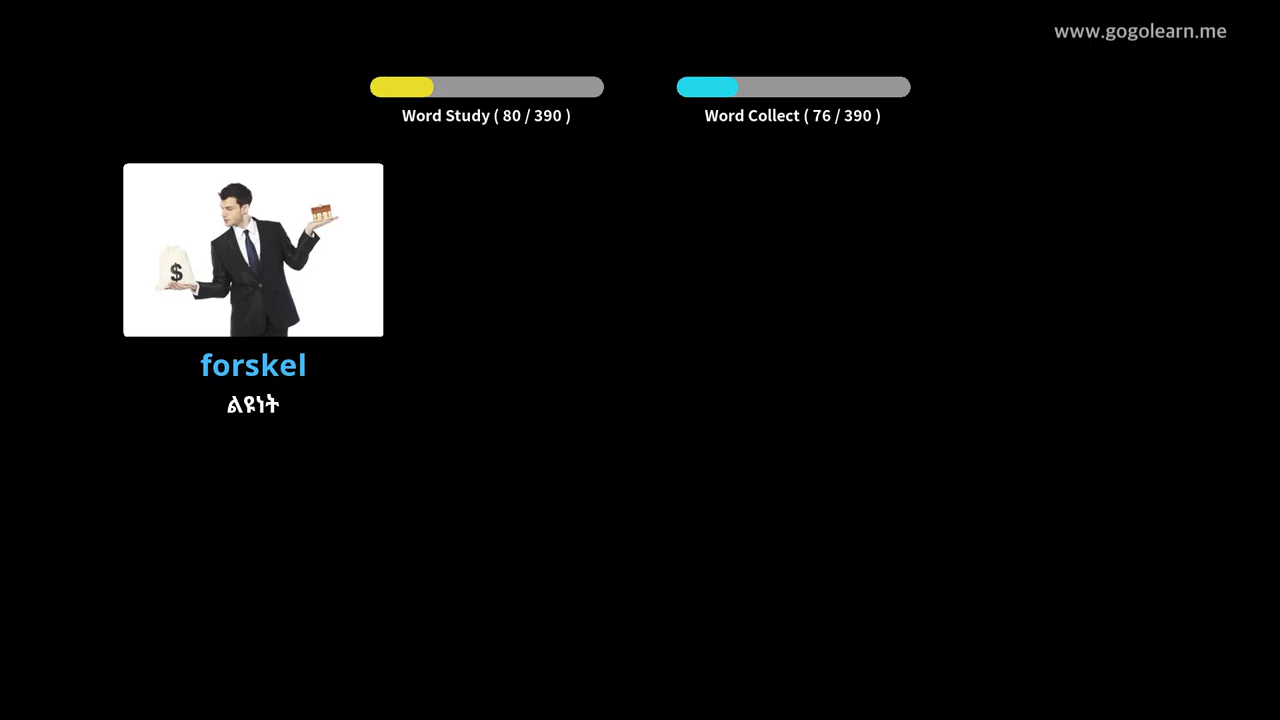 www.gogolearn.me
Word Study ( 80 / 390 )
Word Collect ( 76 / 390 )
$
forskel
ልዩነት